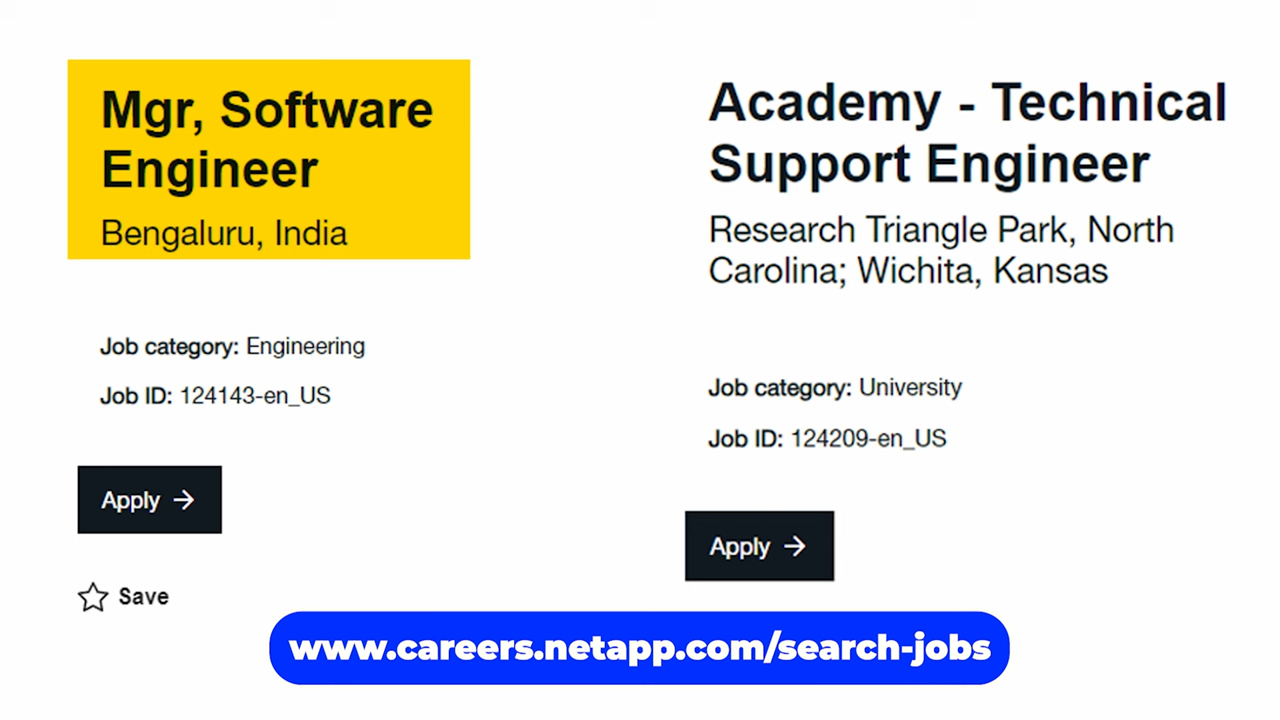 Mgr, Software
Engineer
Bengaluru, India
Job category: Engineering
Job ID: 124143-en_US
Apply →
Save
Academy - Technical
Support Engineer
Research Triangle Park, North
Carolina; Wichita, Kansas
Job category: University
Job ID: 124209-en_US
Apply →
www.careers.netapp.com/search-jobs